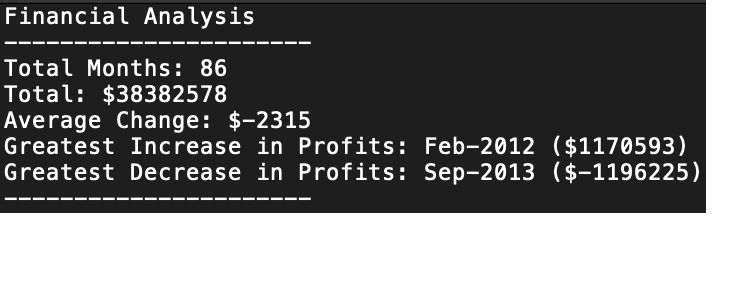 Financial Analysis
----------------------
Total Months: 86
Total: $38382578
Average Change: $-2315
Greatest Increase in Profits: Feb-2012 ($1170593)
Greatest Decrease in Profits: Sep-2013 ($-1196225)
----------------------